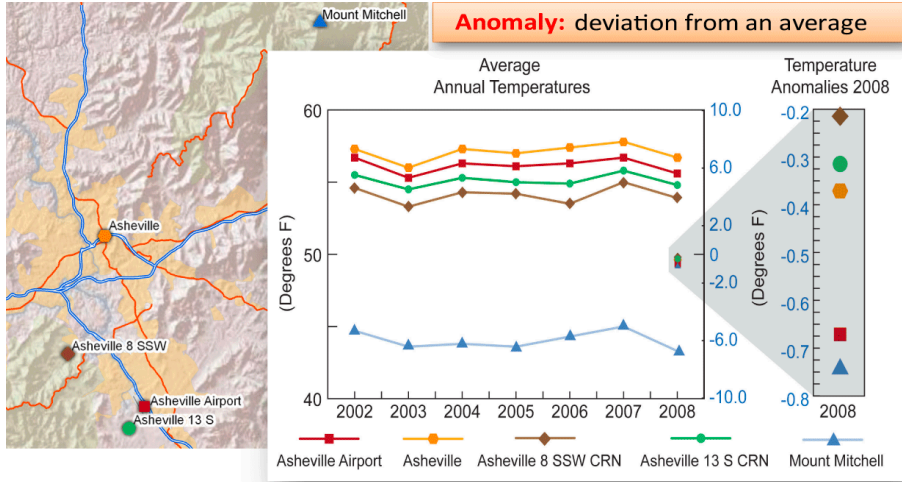 Mount Mitchell
Anomaly: deviation from an average
Asheville
Asheville 8 SSW
Asheville Airport
Asheville 13 S
Average
Annual Temperatures
(Degrees F)
60
50
40
10.0
6.0
2.0
0
-2.0
-6.0
-10.0
2002 2003 2004 2005 2006 2007 2008
Temperature
Anomalies 2008
(Degrees F)
-0.2
-0.3
-0.4
-0.5
-0.6
-0.7
-0.8
2008
Asheville Airport Asheville Asheville 8 SSW CRN Asheville 13 S CRN Mount Mitchell